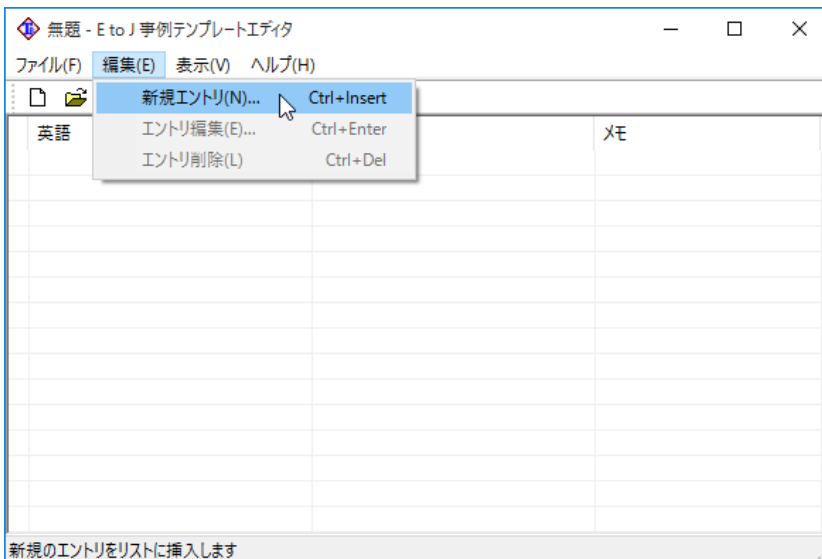 無題 - E to J 事例テンプレートエディタ
ファイル(F) 編集(E) 表示(V) ヘルプ(H)
新規エントリ(N)... Ctrl+Insert
エントリ編集(E)... Ctrl+Enter
エントリ削除(L) Ctrl+Del
英語 メモ
新規のエントリをリストに挿入します